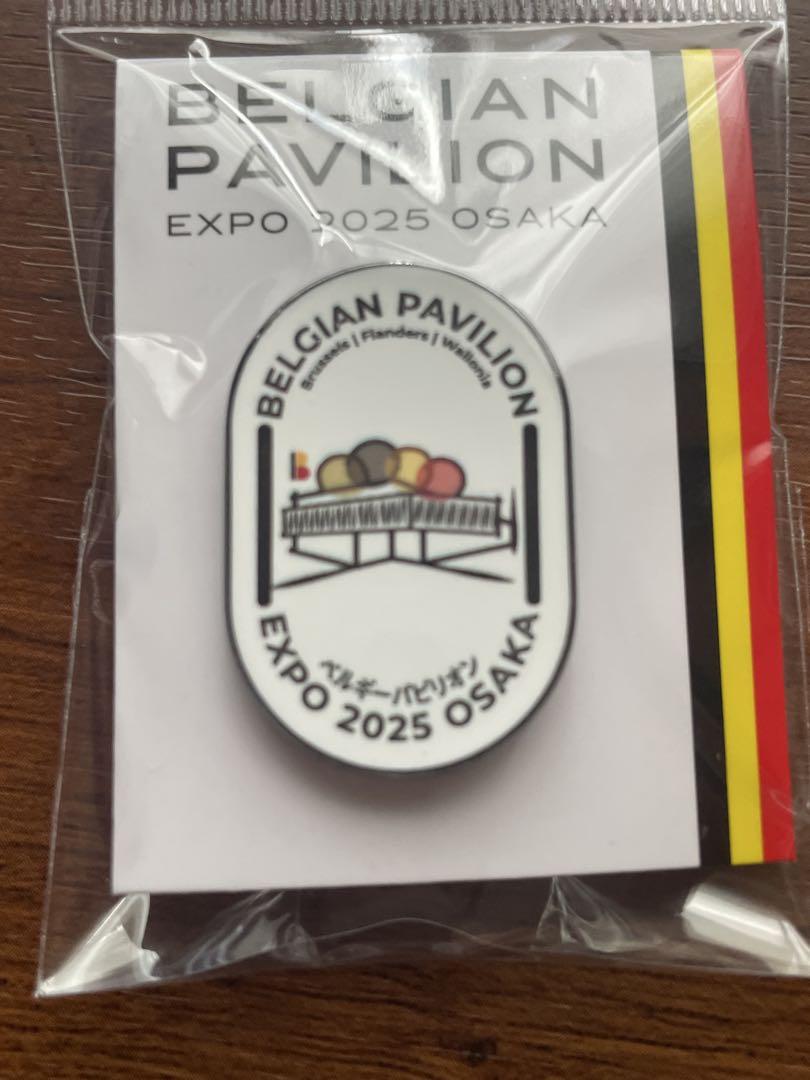 BELGIAN
PAVILION
EXPO 2025 OSAKA
BELGIAN PAVILION
Brussels | Flanders | Wallonia
B
ベルギーパビリオン
EXPO 2025 OSAKA